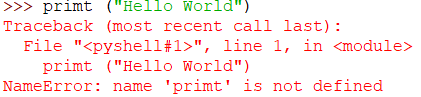 >>> primt ("Hello World")
Traceback (most recent call last):
  File "<pyshell#1>", line 1, in <module>
    primt ("Hello World")
NameError: name 'primt' is not defined